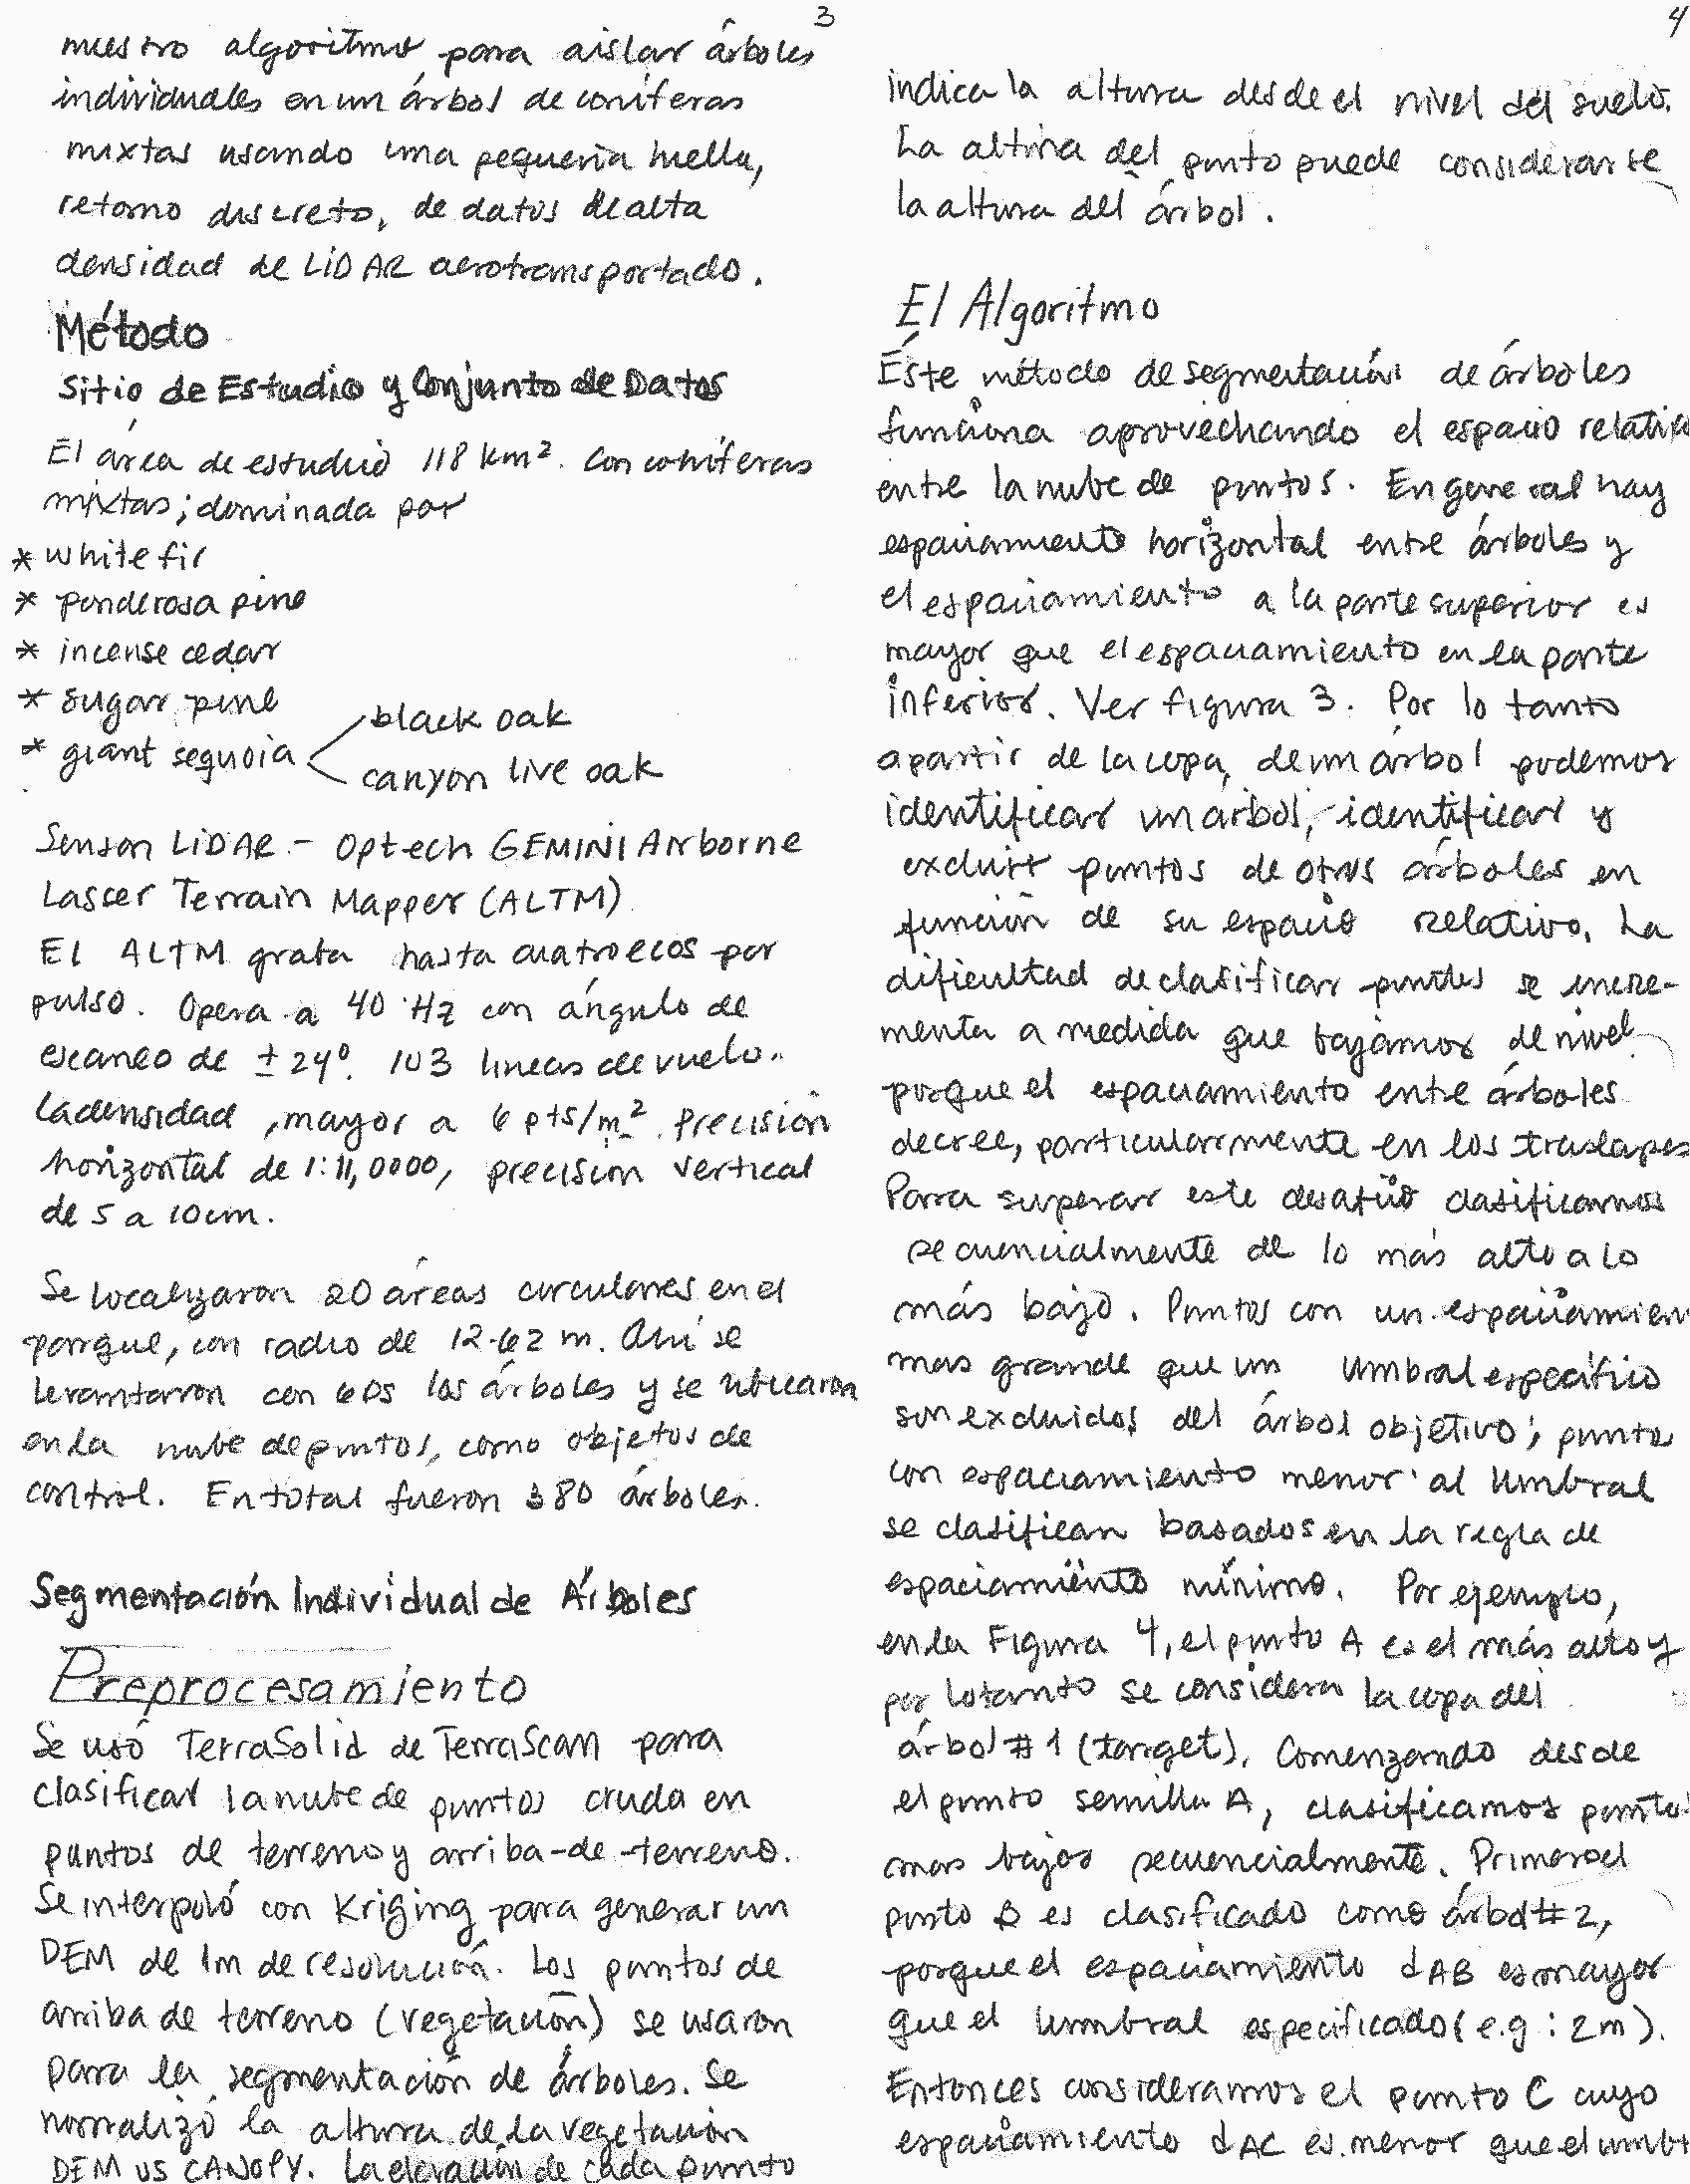 3
nuestro algoritmo para aislar árboles
individuales en un árbol de coníferas
mixtas usando una pequeña huella,
retorno discreto, de datos de alta
densidad de LiDAR aerotransportado.
Método
Sitio de Estudio y Conjunto de Datos
El área de estudio 118 km². Con coníferas
mixtas; dominada por
* white fir
* ponderosa pine
* incense cedar
* sugar pine
* giant sequoia
black oak
canyon live oak
Sensor LiDAR - Optech GEMINI Airborne
Lasser Terrain Mapper (ALTM)
El ALTM graba hasta cuatro ecos por
pulso. Opera a 40 Hz con ángulo de
escaneo de ± 24°. 103 lineas de vuelo.
La densidad, mayor a 6 pts/m². Precisión
horizontal de 1:11,0000, precisión vertical
de 5 a 10cm.
Se localizaron 20 áreas circulares en el
parque, con radio de 12.62 m. Ahí se
levantaron con los árboles y se ubicaron
en la nube de puntos, como objetos de
control. En total fueron 380 árboles.
Segmentación Individual de Árboles
Preprocesamiento
Se usó TerraSolid de TerraScan para
clasificar la nube de puntos cruda en
puntos de terreno y arriba-de-terreno.
Se interpoló con Kriging para generar un
DEM de 1m de resolución. Los puntos de
arriba de terreno (vegetación) se usaron
para la segmentación de árboles. Se
normalizó la altura de la vegetación
DEM vs CANOPY. La elevación de cada punto
4
indica la altura desde el nivel del suelo.
La altura del punto puede considerarse
la altura del árbol.
El Algoritmo
Éste método de segmentación de árboles
funciona aprovechando el espacio relativo
entre la nube de puntos. En general hay
espaciamiento horizontal entre árboles y
el espaciamiento a la parte superior es
mayor que el espaciamiento en la parte
inferior. Ver figura 3. Por lo tanto
a partir de la copa, de un árbol podemos
identificar un árbol, identificar y
excluir puntos de otros árboles en
función de su espacio relativo. La
dificultad de clasificar puntos se incre-
menta a medida que bajamos de nivel
porque el espaciamiento entre árboles
decrece, particularmente en los traslapes
Para superar este desafío clasificamos
secuencialmente de lo más alto a lo
más bajo. Puntos con un espaciamien
mas grande que un umbral específico
son excluidos del árbol objetivo; punto
con espaciamiento menor al umbral
se clasifican basados en la regla de
espaciamiento mínimo. Por ejemplo,
en la Figura 4, el punto A es el más alto y
por lo tanto se considera la copa del
árbol #1 (target). Comenzando desde
el punto semilla A, clasificamos puntos
mas bajos secuencialmente. Primero el
punto B es clasificado como árbol #2,
porque el espaciamiento dAB es mayor
que el umbral especificado (e.g : 2m).
Entonces consideramos el punto C cuyo
espaciamiento dAC es menor que el umbr